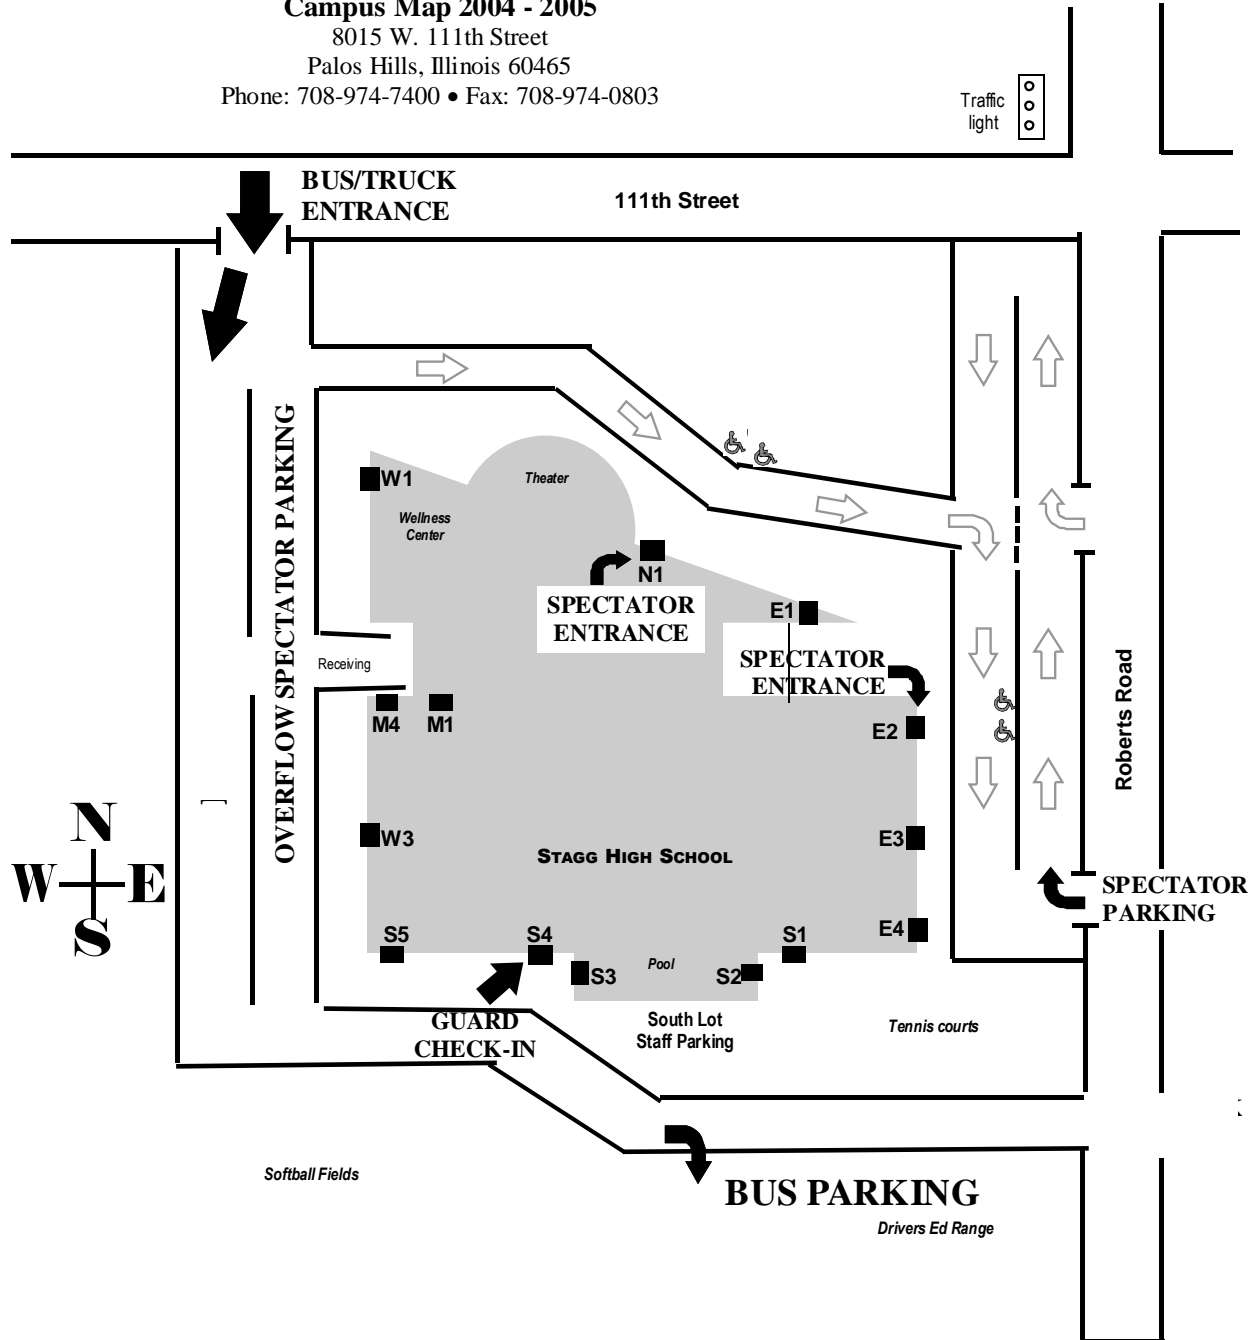 Campus Map 2004 - 2005
8015 W. 111th Street
Palos Hills, Illinois 60465
Phone: 708-974-7400 • Fax: 708-974-0803
Traffic
light
BUS/TRUCK
ENTRANCE
111th Street
OVERFLOW SPECTATOR PARKING
W1
Theater
Wellness
Center
N1
SPECTATOR
ENTRANCE
E1
SPECTATOR
ENTRANCE
Receiving
M4
M1
E2
Roberts Road
N
W
E
S
W3
STAGG HIGH SCHOOL
E3
SPECTATOR
PARKING
S5
S4
S1
E4
S3
Pool
S2
GUARD
CHECK-IN
South Lot
Staff Parking
Tennis courts
Softball Fields
BUS PARKING
Drivers Ed Range